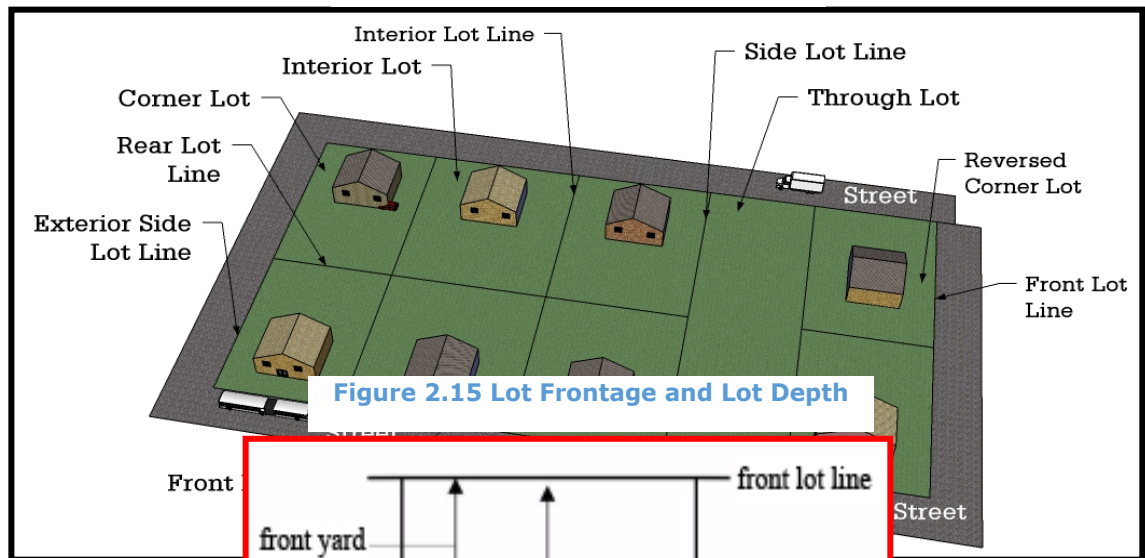 Interior Lot Line
Side Lot Line
Interior Lot
Corner Lot
Through Lot
Rear Lot
Line
Reversed
Corner Lot
Street
Exterior Side
Lot Line
Front Lot
Line
Figure 2.15 Lot Frontage and Lot Depth
Front
front lot line
Street
front yard